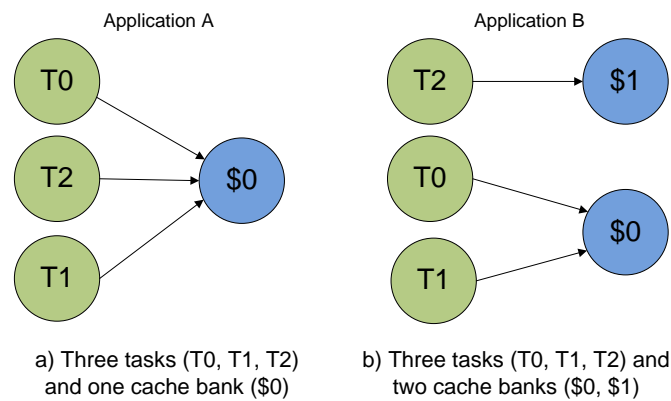 Application A
T0
T2
$0
T1
a) Three tasks (T0, T1, T2)
and one cache bank ($0)
Application B
T2
$1
T0
$0
T1
b) Three tasks (T0, T1, T2) and
two cache banks ($0, $1)